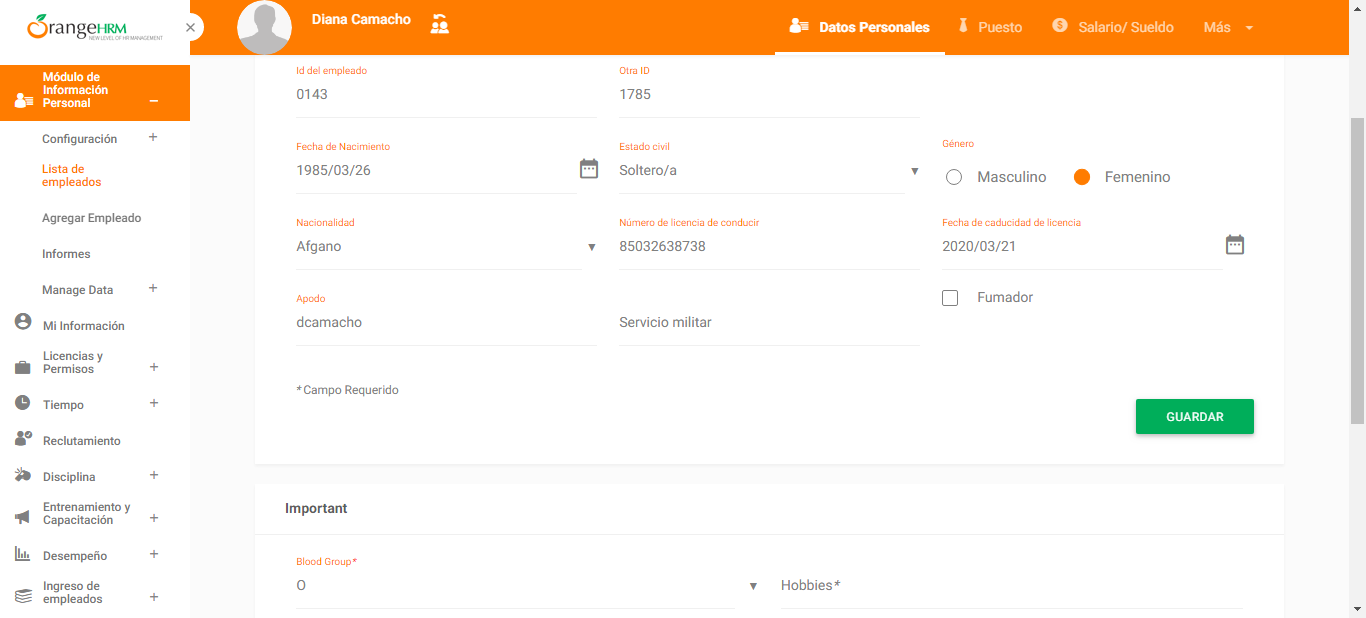 OrangeHRM
NEW LEVEL OF HR MANAGEMENT
Diana Camacho
Datos Personales
Puesto
Salario/ Sueldo
Más
Módulo de
Información
Personal
Configuración
Lista de
empleados
Agregar Empleado
Informes
Manage Data
Mi Información
Licencias y
Permisos
Tiempo
Reclutamiento
Disciplina
Entrenamiento y
Capacitación
Desempeño
Ingreso de
empleados
Id del empleado
0143
Otra ID
1785
Fecha de Nacimiento
1985/03/26
Estado civil
Soltero/a
Género
Masculino
Femenino
Nacionalidad
Afgano
Número de licencia de conducir
85032638738
Fecha de caducidad de licencia
2020/03/21
Apodo
dcamacho
Servicio militar
Fumador
* Campo Requerido
GUARDAR
Important
Blood Group*
O
Hobbies*